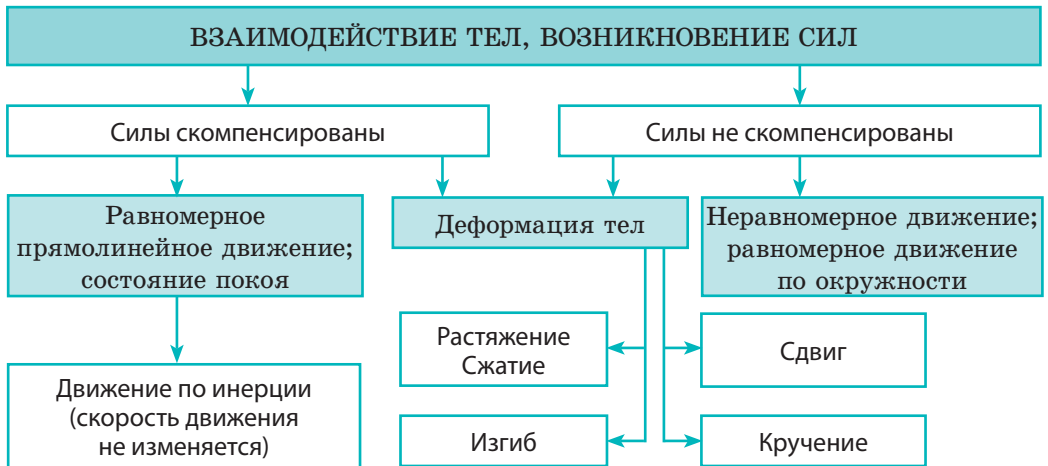 ВЗАИМОДЕЙСТВИЕ ТЕЛ, ВОЗНИКНОВЕНИЕ СИЛ
Силы скомпенсированы
Силы не скомпенсированы
Равномерное
прямолинейное движение;
состояние покоя
Деформация тел
Неравномерное движение;
равномерное движение
по окружности
Движение по инерции
(скорость движения
не изменяется)
Растяжение
Сжатие
Сдвиг
Изгиб
Кручение